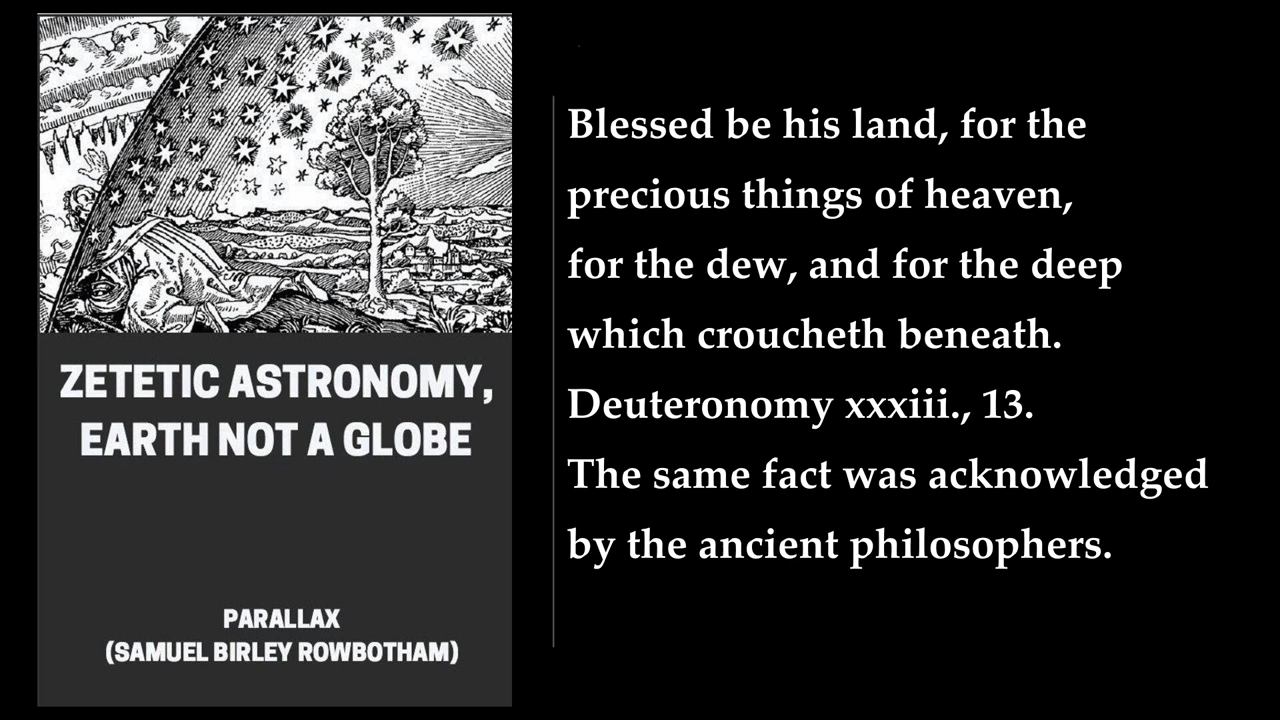 ZETETIC ASTRONOMY,
EARTH NOT A GLOBE
PARALLAX
(SAMUEL BIRLEY ROWBOTHAM)
Blessed be his land, for the
precious things of heaven,
for the dew, and for the deep
which croucheth beneath.
Deuteronomy xxxiii., 13.
The same fact was acknowledged
by the ancient philosophers.